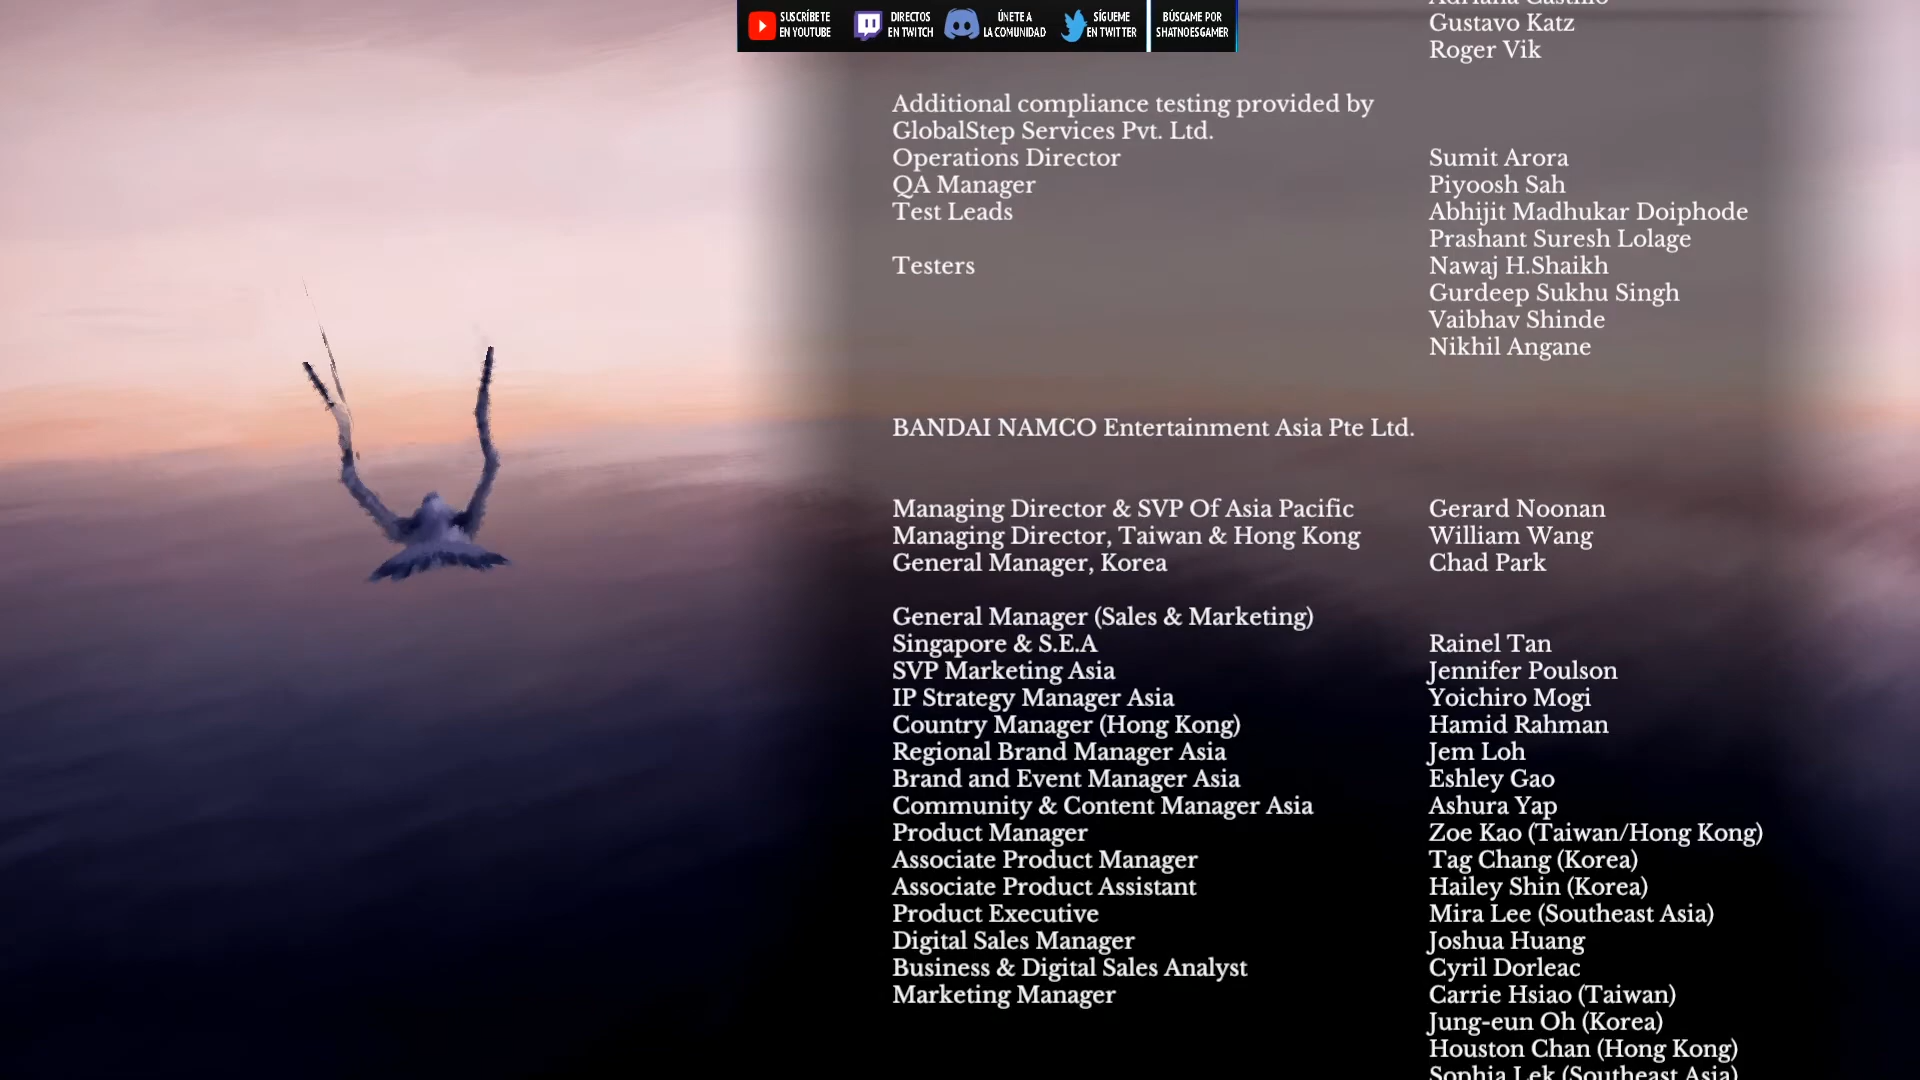 SUSCRÍBETE EN YOUTUBE
DIRECTOS EN TWITCH
ÚNETE A LA COMUNIDAD
SÍGUEME EN TWITTER
BÚSCAME POR SHATNOESGAMER
Adriana Castillo
Gustavo Katz
Roger Vik
Additional compliance testing provided by
GlobalStep Services Pvt. Ltd.
Operations Director Sumit Arora
QA Manager Piyoosh Sah
Test Leads Abhijit Madhukar Doiphode
Prashant Suresh Lolage
Testers Nawaj H.Shaikh
Gurdeep Sukhu Singh
Vaibhav Shinde
Nikhil Angane
BANDAI NAMCO Entertainment Asia Pte Ltd.
Managing Director & SVP Of Asia Pacific Gerard Noonan
Managing Director, Taiwan & Hong Kong William Wang
General Manager, Korea Chad Park
General Manager (Sales & Marketing)
Singapore & S.E.A Rainel Tan
SVP Marketing Asia Jennifer Poulson
IP Strategy Manager Asia Yoichiro Mogi
Country Manager (Hong Kong) Hamid Rahman
Regional Brand Manager Asia Jem Loh
Brand and Event Manager Asia Eshley Gao
Community & Content Manager Asia Ashura Yap
Product Manager Zoe Kao (Taiwan/Hong Kong)
Associate Product Manager Tag Chang (Korea)
Associate Product Assistant Hailey Shin (Korea)
Product Executive Mira Lee (Southeast Asia)
Digital Sales Manager Joshua Huang
Business & Digital Sales Analyst Cyril Dorleac
Marketing Manager Carrie Hsiao (Taiwan)
Jung-eun Oh (Korea)
Houston Chan (Hong Kong)
Sophia Lek (Southeast Asia)